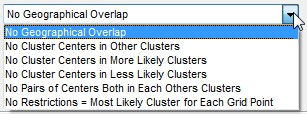 No Geographical Overlap
No Geographical Overlap
No Cluster Centers in Other Clusters
No Cluster Centers in More Likely Clusters
No Cluster Centers in Less Likely Clusters
No Pairs of Centers Both in Each Others Clusters
No Restrictions = Most Likely Cluster for Each Grid Point